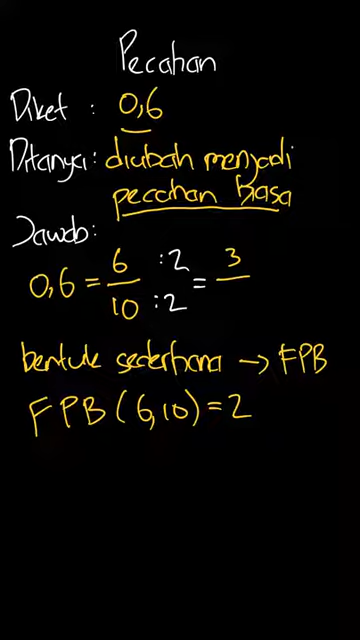 Pecahan
Diket : 0,6
Ditanya: diubah menjadi
pecahan biasa
Jawab:
0,6 = 6/10 :2/:2 = 3/
bentuk sederhana → FPB
FPB (6,10) = 2